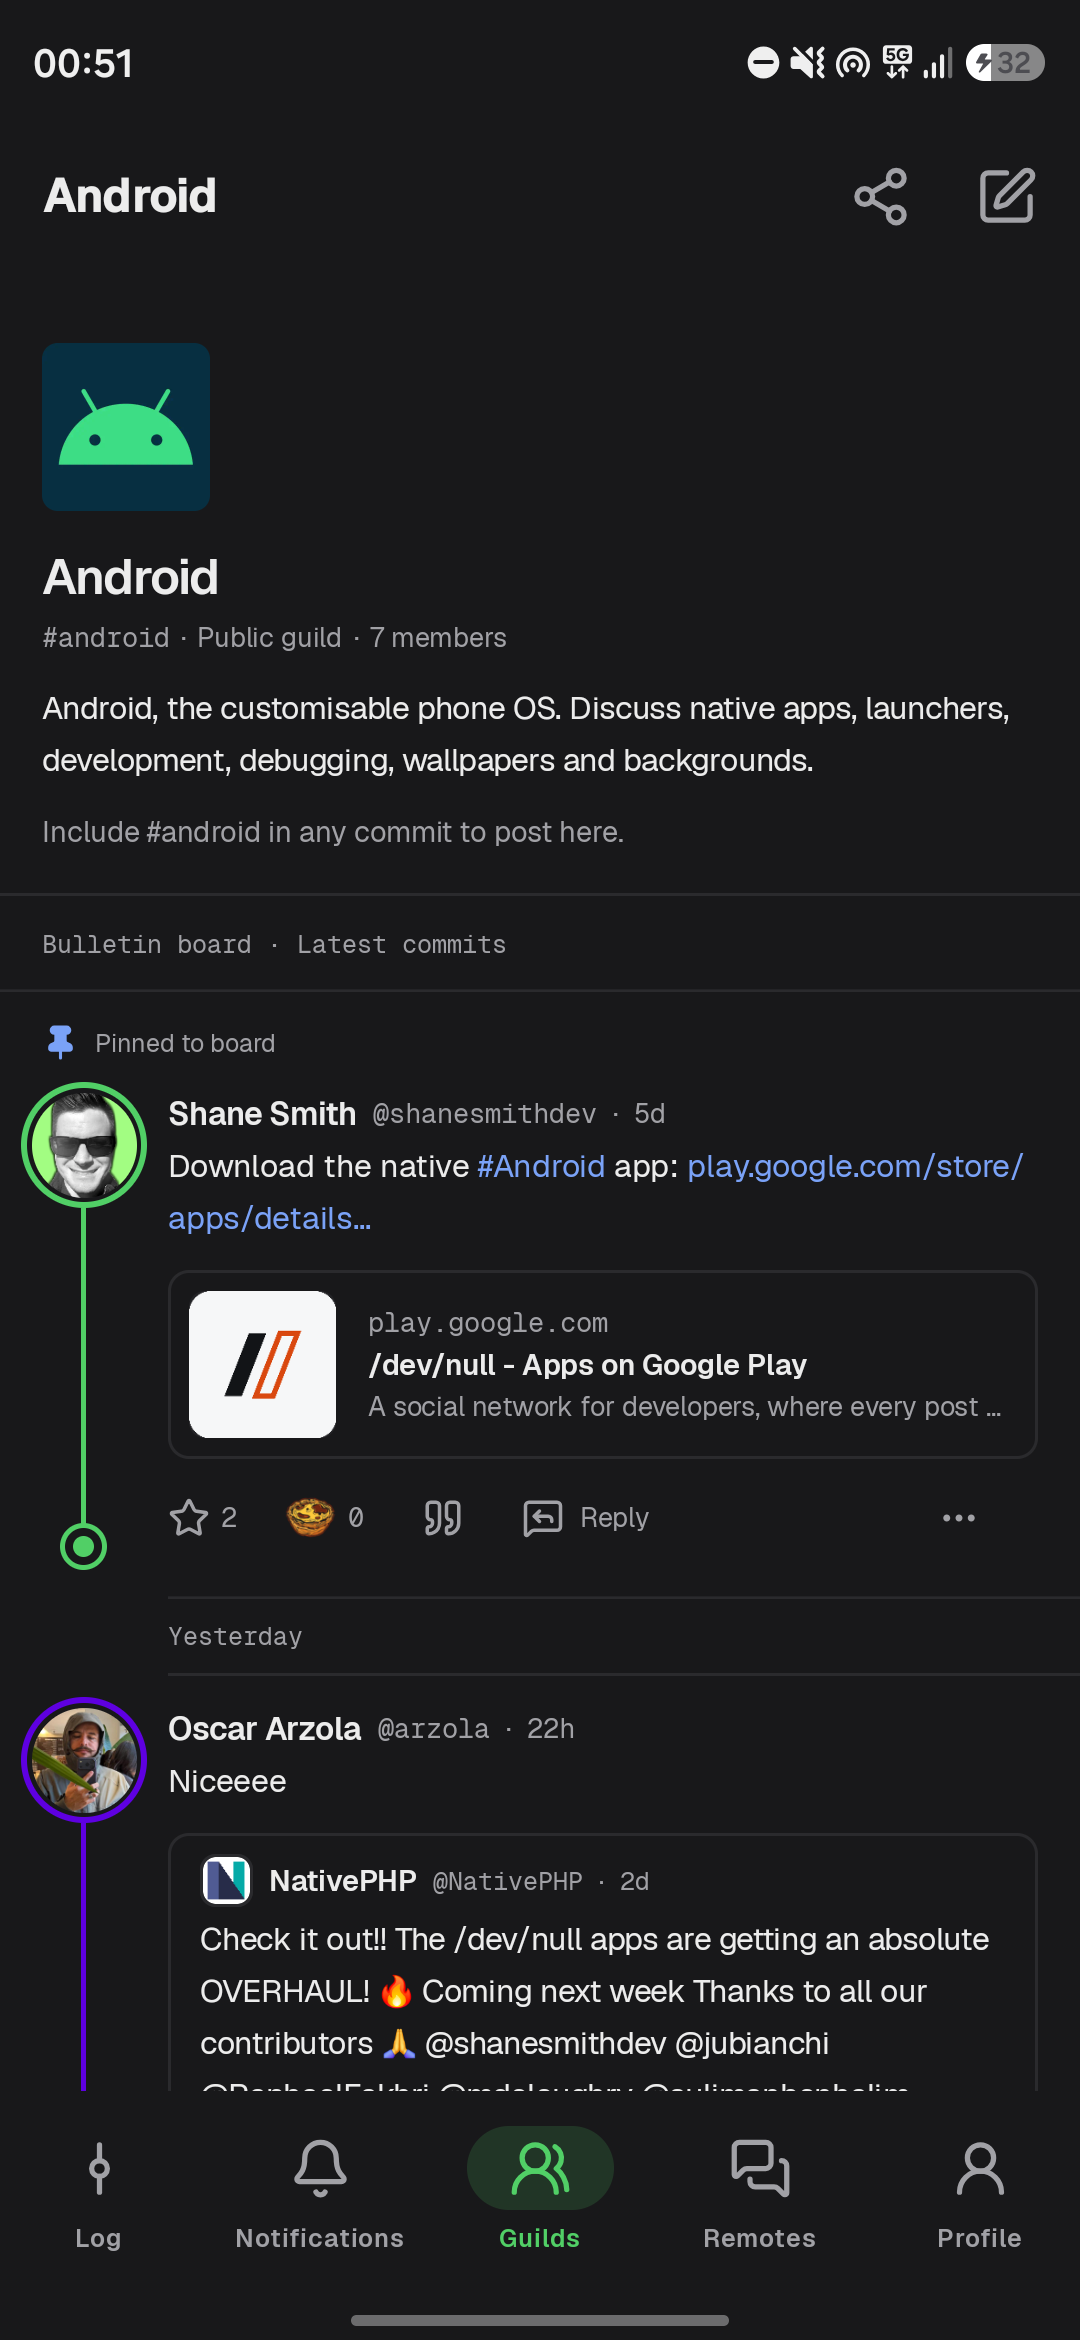 00:51
5G
32
Android
Android
#android · Public guild · 7 members
Android, the customisable phone OS. Discuss native apps, launchers,
development, debugging, wallpapers and backgrounds.
Include #android in any commit to post here.
Bulletin board · Latest commits
Pinned to board
Shane Smith @shanesmithdev · 5d
Download the native #Android app: play.google.com/store/
apps/details…
play.google.com
/dev/null - Apps on Google Play
A social network for developers, where every post …
2 0 Reply
Yesterday
Oscar Arzola @arzola · 22h
Niceeee
NativePHP @NativePHP · 2d
Check it out!! The /dev/null apps are getting an absolute
OVERHAUL! 🔥 Coming next week Thanks to all our
contributors 🙏 @shanesmithdev @jubianchi
Log
Notifications
Guilds
Remotes
Profile